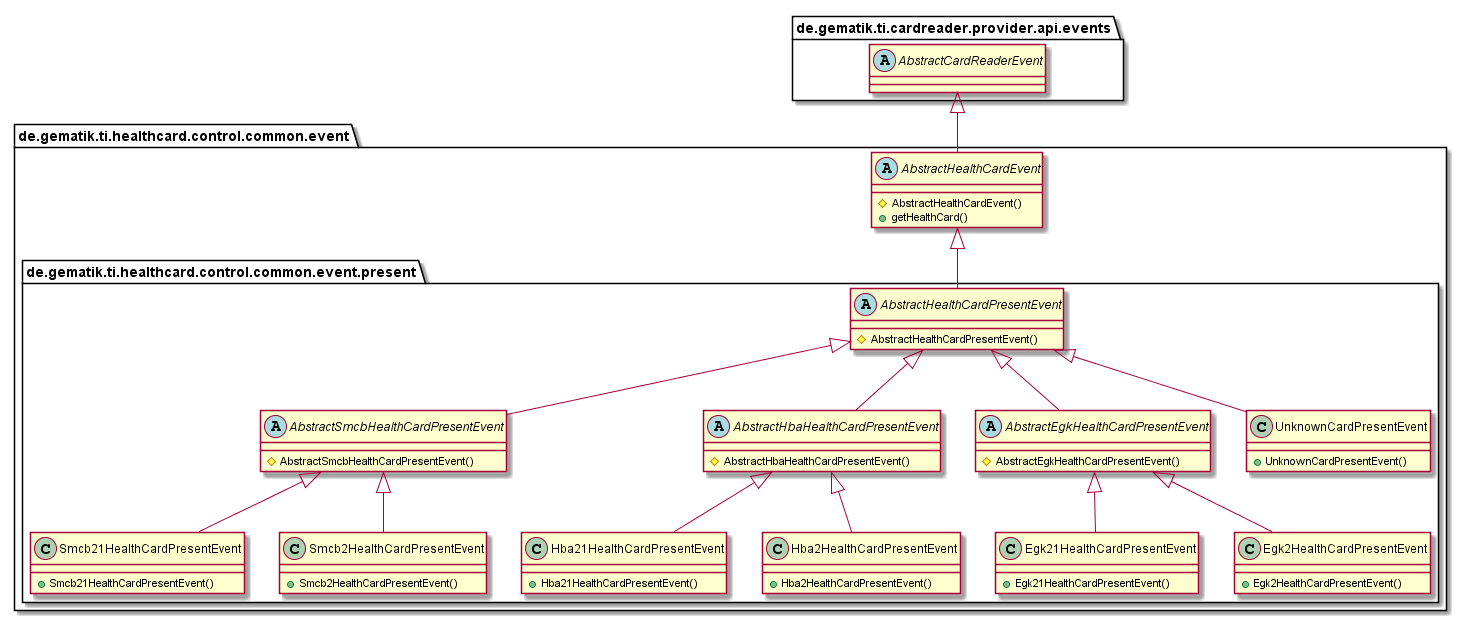 de.gematik.ti.cardreader.provider.api.events
A AbstractCardReaderEvent
de.gematik.ti.healthcard.control.common.event
A AbstractHealthCardEvent
AbstractHealthCardEvent()
getHealthCard()
de.gematik.ti.healthcard.control.common.event.present
A AbstractHealthCardPresentEvent
AbstractHealthCardPresentEvent()
A AbstractSmcbHealthCardPresentEvent
AbstractSmcbHealthCardPresentEvent()
A AbstractHbaHealthCardPresentEvent
AbstractHbaHealthCardPresentEvent()
A AbstractEgkHealthCardPresentEvent
AbstractEgkHealthCardPresentEvent()
C UnknownCardPresentEvent
UnknownCardPresentEvent()
C Smcb21HealthCardPresentEvent
Smcb21HealthCardPresentEvent()
C Smcb2HealthCardPresentEvent
Smcb2HealthCardPresentEvent()
C Hba21HealthCardPresentEvent
Hba21HealthCardPresentEvent()
C Hba2HealthCardPresentEvent
Hba2HealthCardPresentEvent()
C Egk21HealthCardPresentEvent
Egk21HealthCardPresentEvent()
C Egk2HealthCardPresentEvent
Egk2HealthCardPresentEvent()